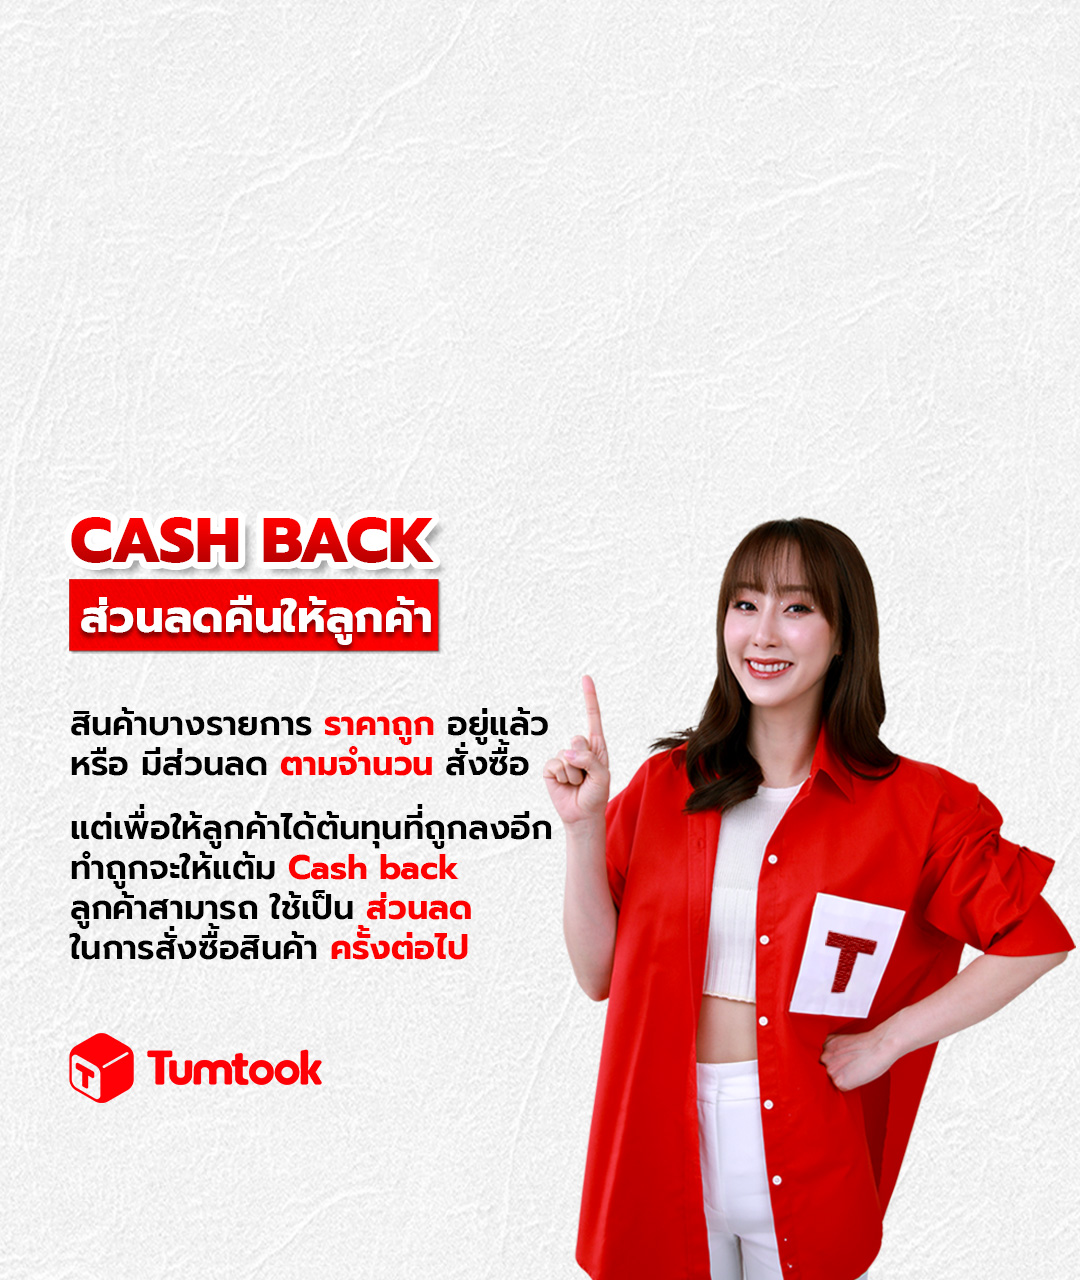 CASH BACK
ส่วนลดคืนให้ลูกค้า
สินค้าบางรายการ ราคาถูก อยู่แล้ว
หรือ มีส่วนลด ตามจำนวน สั่งซื้อ
แต่เพื่อให้ลูกค้าได้ต้นทุนที่ถูกลงอีก
ทำถูกจะให้แต้ม Cash back
ลูกค้าสามารถ ใช้เป็น ส่วนลด
ในการสั่งซื้อสินค้า ครั้งต่อไป
T
T Tumtook